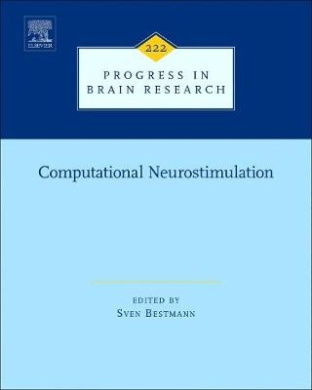 ELSEVIER
222
PROGRESS IN
BRAIN RESEARCH
Computational Neurostimulation
EDITED BY
SVEN BESTMANN